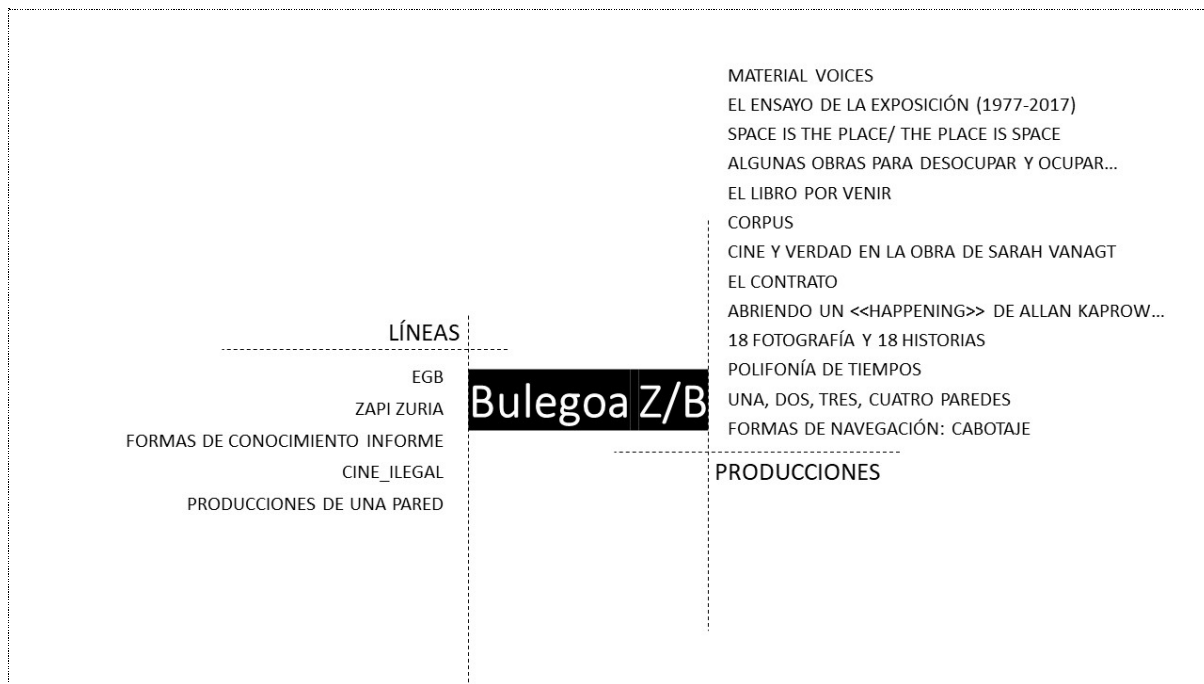 LÍNEAS
EGB
ZAPI ZURIA
FORMAS DE CONOCIMIENTO INFORME
CINE_ILEGAL
PRODUCCIONES DE UNA PARED
Bulegoa Z/B
MATERIAL VOICES
EL ENSAYO DE LA EXPOSICIÓN (1977-2017)
SPACE IS THE PLACE/ THE PLACE IS SPACE
ALGUNAS OBRAS PARA DESOCUPAR Y OCUPAR...
EL LIBRO POR VENIR
CORPUS
CINE Y VERDAD EN LA OBRA DE SARAH VANAGT
EL CONTRATO
ABRIENDO UN <<HAPPENING>> DE ALLAN KAPROW...
18 FOTOGRAFÍA Y 18 HISTORIAS
POLIFONÍA DE TIEMPOS
UNA, DOS, TRES, CUATRO PAREDES
FORMAS DE NAVEGACIÓN: CABOTAJE
PRODUCCIONES